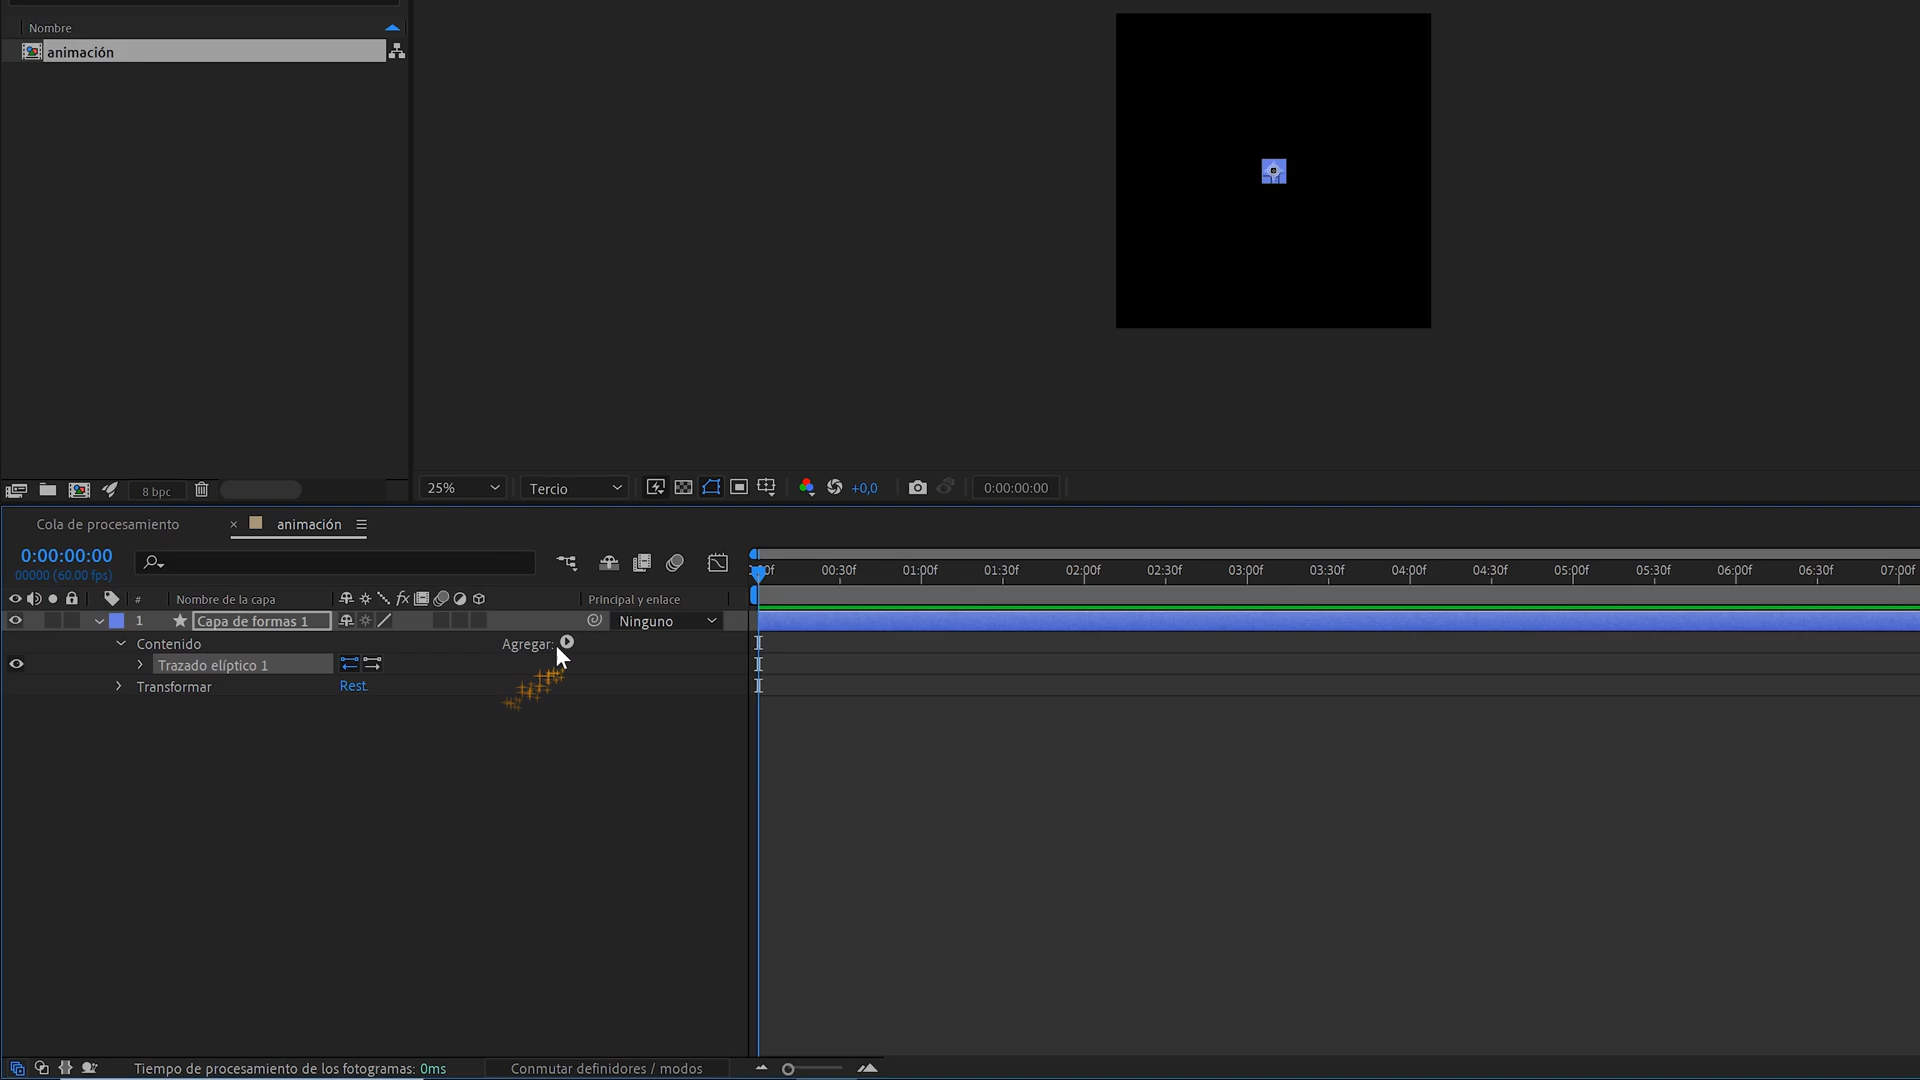 Nombre
animación
8 bpc
25%
Tercio
+0,0
0:00:00:00
Cola de procesamiento
animación
0:00:00:00
00000 (60.00 fps)
00:30f 01:00f 01:30f 02:00f 02:30f 03:00f 03:30f 04:00f 04:30f 05:00f 05:30f 06:00f 06:30f 07:00f
# Nombre de la capa fx Principal y enlace
1 Capa de formas 1 Ninguno
Contenido Agregar:
Trazado elíptico 1
Transformar Rest.
Tiempo de procesamiento de los fotogramas: 0ms Conmutar definidores / modos